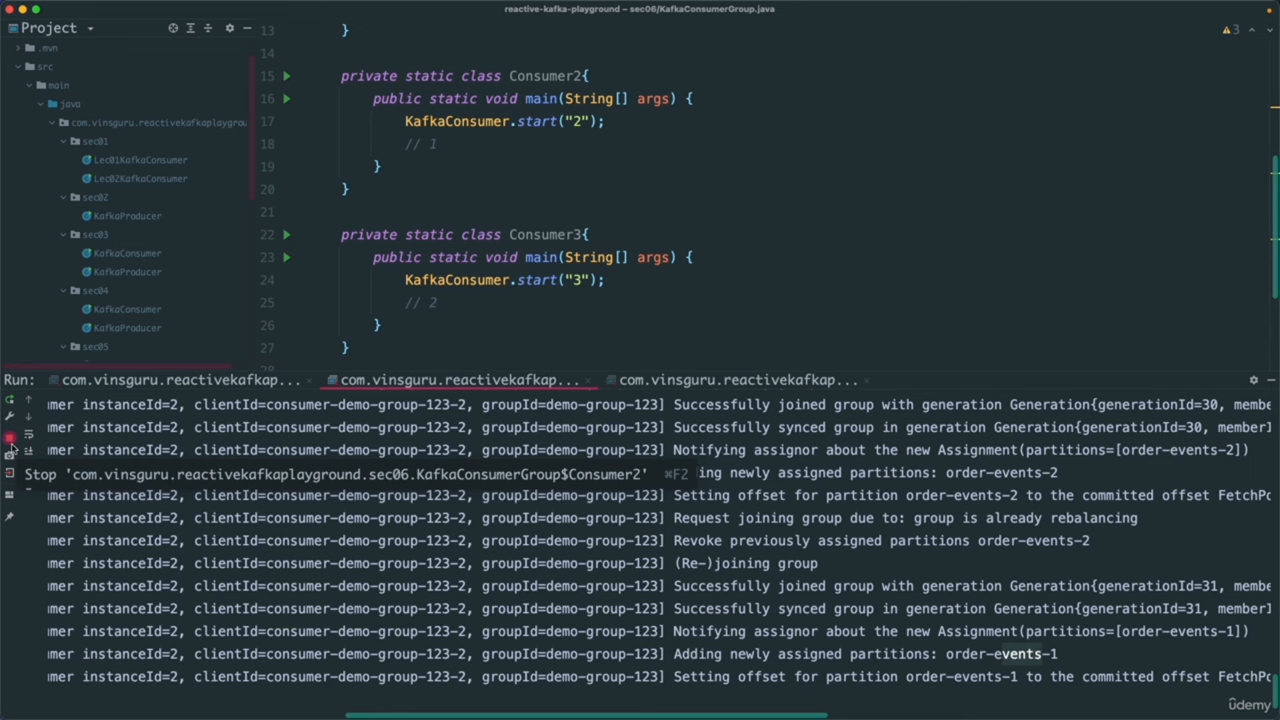 reactive-kafka-playground – sec06/KafkaConsumerGroup.java
Project
.mvn
src
main
java
com.vinsguru.reactivekafkaplaygrou
sec01
Lec01KafkaConsumer
Lec02KafkaConsumer
sec02
KafkaProducer
sec03
KafkaConsumer
KafkaProducer
sec04
KafkaConsumer
KafkaProducer
sec05
3
13 }
14
15 private static class Consumer2{
16 public static void main(String[] args) {
17 KafkaConsumer.start("2");
18 // 1
19 }
20 }
21
22 private static class Consumer3{
23 public static void main(String[] args) {
24 KafkaConsumer.start("3");
25 // 2
26 }
27 }
Run: com.vinsguru.reactivekafkap... com.vinsguru.reactivekafkap... com.vinsguru.reactivekafkap...
umer instanceId=2, clientId=consumer-demo-group-123-2, groupId=demo-group-123] Successfully joined group with generation Generation{generationId=30, membe
umer instanceId=2, clientId=consumer-demo-group-123-2, groupId=demo-group-123] Successfully synced group in generation Generation{generationId=30, member
umer instanceId=2, clientId=consumer-demo-group-123-2, groupId=demo-group-123] Notifying assignor about the new Assignment(partitions=[order-events-2])
Stop 'com.vinsguru.reactivekafkaplayground.sec06.KafkaConsumerGroup$Consumer2' ⌘F2 ing newly assigned partitions: order-events-2
umer instanceId=2, clientId=consumer-demo-group-123-2, groupId=demo-group-123] Setting offset for partition order-events-2 to the committed offset FetchPo
umer instanceId=2, clientId=consumer-demo-group-123-2, groupId=demo-group-123] Request joining group due to: group is already rebalancing
umer instanceId=2, clientId=consumer-demo-group-123-2, groupId=demo-group-123] Revoke previously assigned partitions order-events-2
umer instanceId=2, clientId=consumer-demo-group-123-2, groupId=demo-group-123] (Re-)joining group
umer instanceId=2, clientId=consumer-demo-group-123-2, groupId=demo-group-123] Successfully joined group with generation Generation{generationId=31, membe
umer instanceId=2, clientId=consumer-demo-group-123-2, groupId=demo-group-123] Successfully synced group in generation Generation{generationId=31, member
umer instanceId=2, clientId=consumer-demo-group-123-2, groupId=demo-group-123] Notifying assignor about the new Assignment(partitions=[order-events-1])
umer instanceId=2, clientId=consumer-demo-group-123-2, groupId=demo-group-123] Adding newly assigned partitions: order-events-1
umer instanceId=2, clientId=consumer-demo-group-123-2, groupId=demo-group-123] Setting offset for partition order-events-1 to the committed offset FetchPo
ûdemy